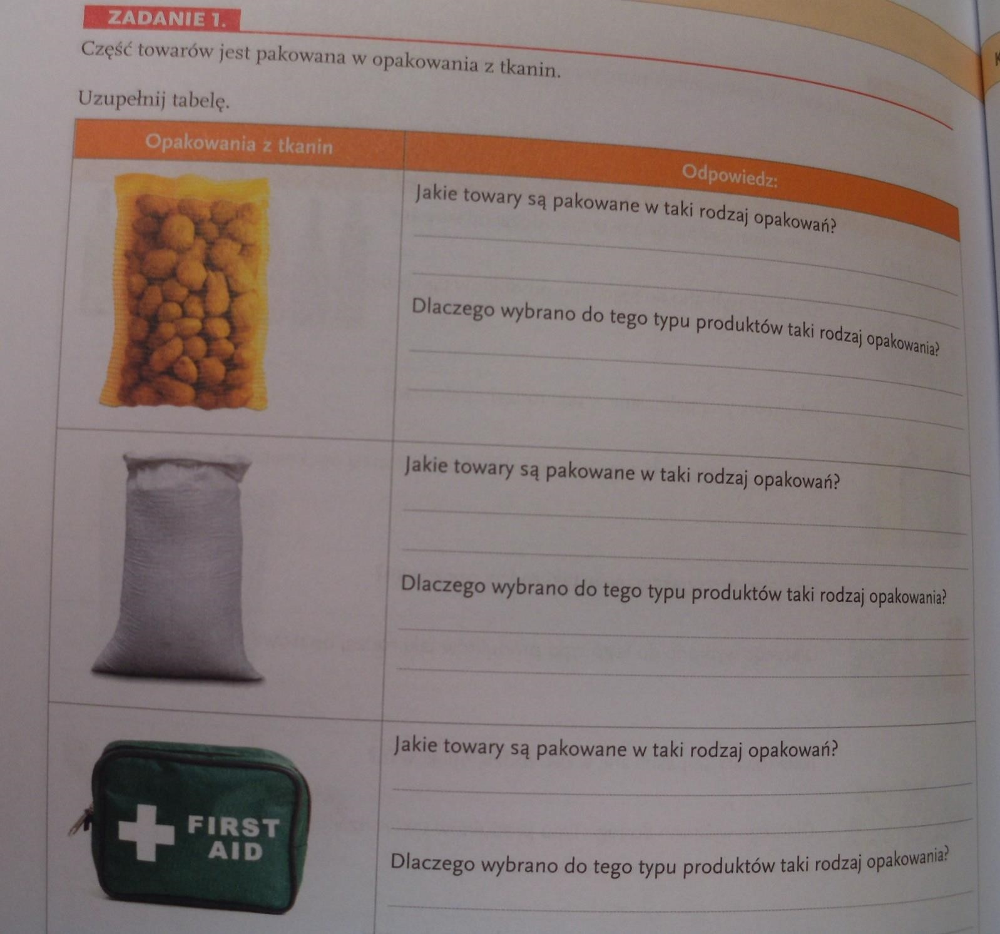 ZADANIE 1.
Część towarów jest pakowana w opakowania z tkanin.
Uzupełnij tabelę.
Opakowania z tkanin
Odpowiedz:
Jakie towary są pakowane w taki rodzaj opakowań?
Dlaczego wybrano do tego typu produktów taki rodzaj opakowania?
Jakie towary są pakowane w taki rodzaj opakowań?
Dlaczego wybrano do tego typu produktów taki rodzaj opakowania?
FIRST
AID
Jakie towary są pakowane w taki rodzaj opakowań?
Dlaczego wybrano do tego typu produktów taki rodzaj opakowania?